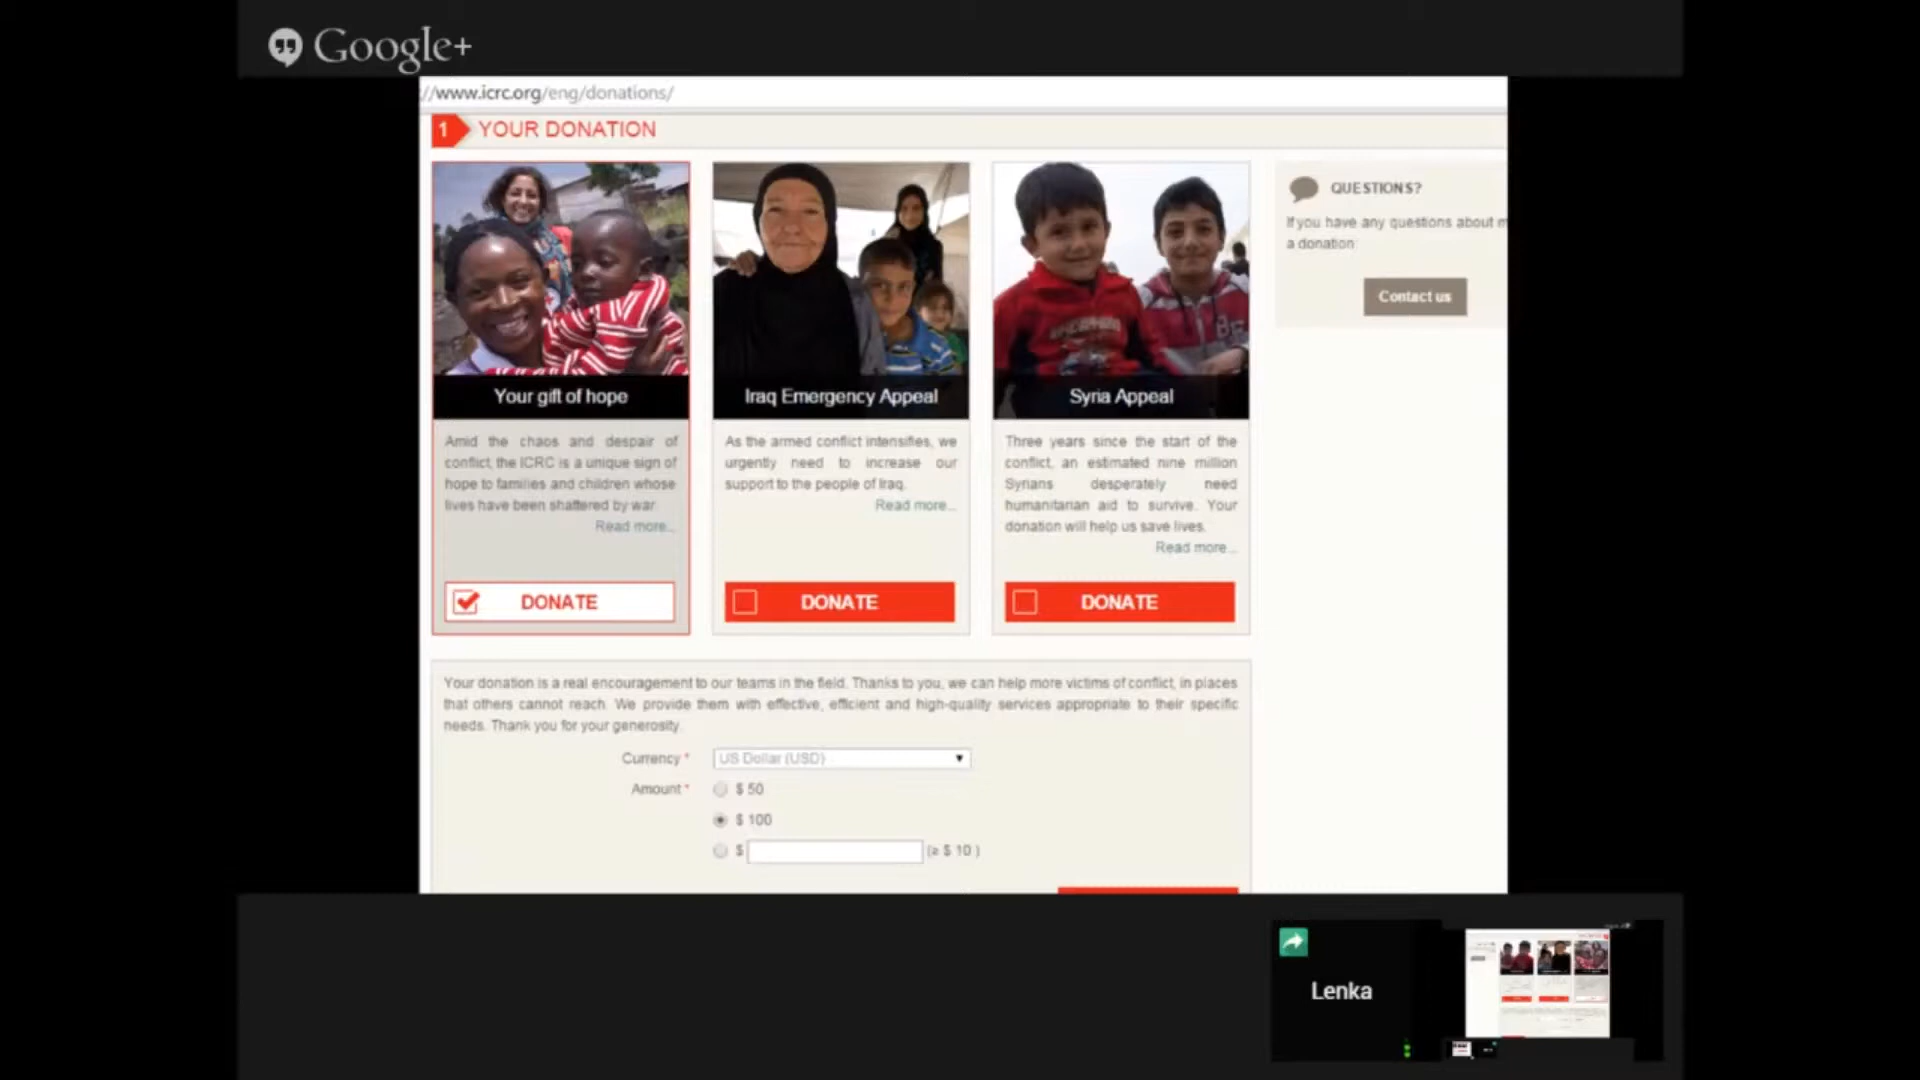 Google+
://www.icrc.org/eng/donations/
1 YOUR DONATION
Your gift of hope
Amid the chaos and despair of
conflict, the ICRC is a unique sign of
hope to families and children whose
lives have been shattered by war.
Read more...
DONATE
Iraq Emergency Appeal
As the armed conflict intensifies, we
urgently need to increase our
support to the people of Iraq.
Read more...
DONATE
Syria Appeal
Three years since the start of the
conflict, an estimated nine million
Syrians desperately need
humanitarian aid to survive. Your
donation will help us save lives.
Read more...
DONATE
QUESTIONS?
If you have any questions about m
a donation
Contact us
Your donation is a real encouragement to our teams in the field. Thanks to you, we can help more victims of conflict, in places
that others cannot reach. We provide them with effective, efficient and high-quality services appropriate to their specific
needs. Thank you for your generosity.
Currency * US Dollar (USD)
Amount * $ 50
$ 100
$ (≥ $ 10 )
Lenka